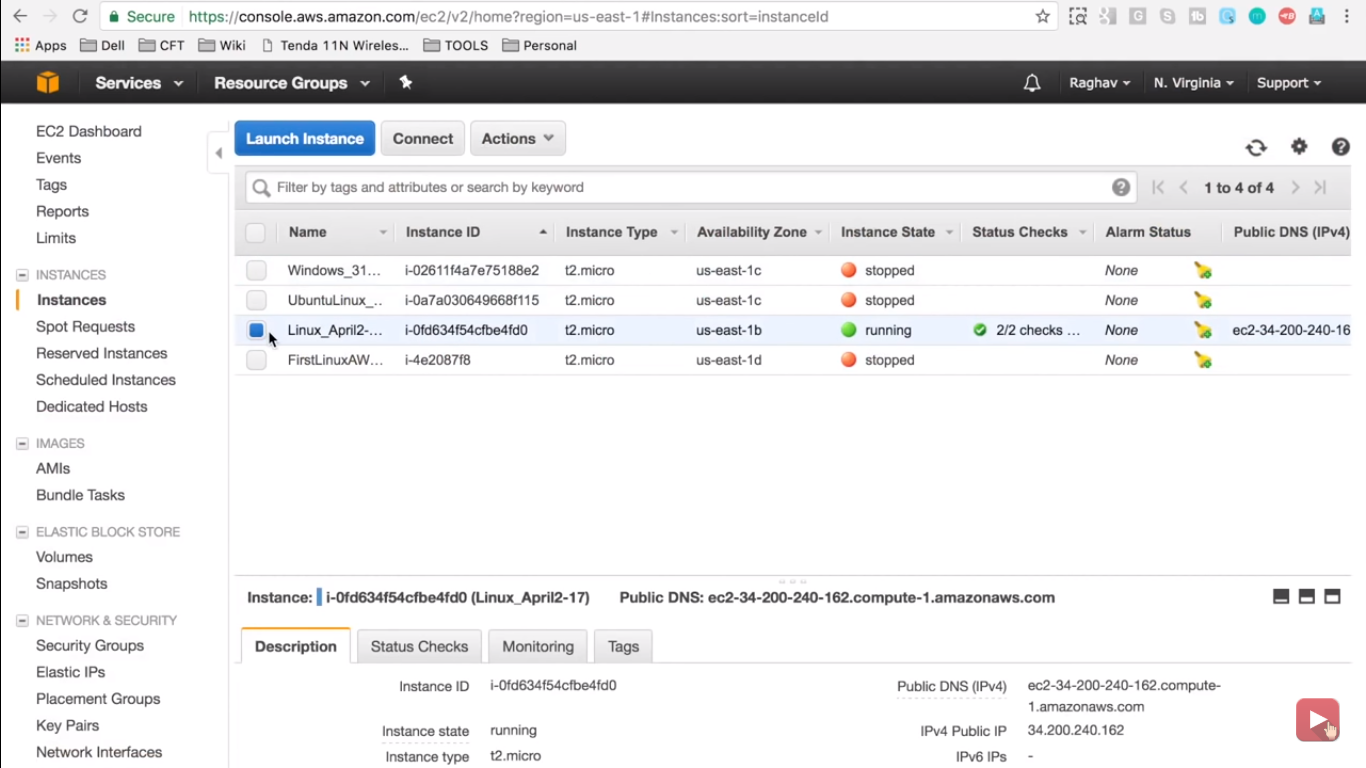 Secure https://console.aws.amazon.com/ec2/v2/home?region=us-east-1#Instances:sort=instanceId
Apps Dell CFT Wiki Tenda 11N Wireles... TOOLS Personal
Services Resource Groups Raghav N. Virginia Support
EC2 Dashboard
Events
Tags
Reports
Limits
INSTANCES
Instances
Spot Requests
Reserved Instances
Scheduled Instances
Dedicated Hosts
IMAGES
AMIs
Bundle Tasks
ELASTIC BLOCK STORE
Volumes
Snapshots
NETWORK & SECURITY
Security Groups
Elastic IPs
Placement Groups
Key Pairs
Network Interfaces
Launch Instance Connect Actions
Filter by tags and attributes or search by keyword 1 to 4 of 4
Name Instance ID Instance Type Availability Zone Instance State Status Checks Alarm Status Public DNS (IPv4)
Windows_31... i-02611f4a7e75188e2 t2.micro us-east-1c stopped None
UbuntuLinux_.. i-0a7a030649668f115 t2.micro us-east-1c stopped None
Linux_April2-... i-0fd634f54cfbe4fd0 t2.micro us-east-1b running 2/2 checks ... None ec2-34-200-240-16
FirstLinuxAW... i-4e2087f8 t2.micro us-east-1d stopped None
Instance: i-0fd634f54cfbe4fd0 (Linux_April2-17) Public DNS: ec2-34-200-240-162.compute-1.amazonaws.com
Description Status Checks Monitoring Tags
Instance ID i-0fd634f54cfbe4fd0 Public DNS (IPv4) ec2-34-200-240-162.compute-
1.amazonaws.com
Instance state running IPv4 Public IP 34.200.240.162
Instance type t2.micro IPv6 IPs -